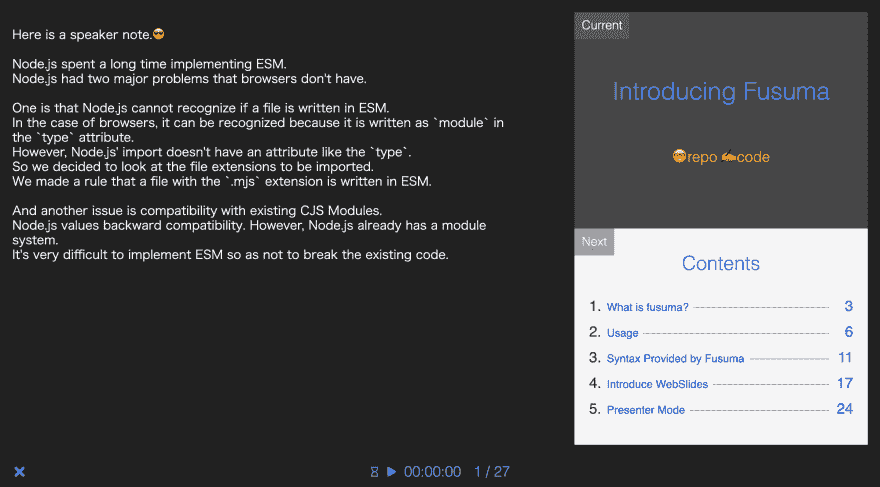 Here is a speaker note.😎
Node.js spent a long time implementing ESM.
Node.js had two major problems that browsers don't have.
One is that Node.js cannot recognize if a file is written in ESM.
In the case of browsers, it can be recognized because it is written as `module` in
the `type` attribute.
However, Node.js' import doesn't have an attribute like the `type`.
So we decided to look at the file extensions to be imported.
We made a rule that a file with the `.mjs` extension is written in ESM.
And another issue is compatibility with existing CJS Modules.
Node.js values backward compatibility. However, Node.js already has a module
system.
It's very difficult to implement ESM so as not to break the existing code.
Current
Introducing Fusuma
😎repo ✍code
Next
Contents
1. What is fusuma? 3
2. Usage 6
3. Syntax Provided by Fusuma 11
4. Introduce WebSlides 17
5. Presenter Mode 24
00:00:00 1 / 27